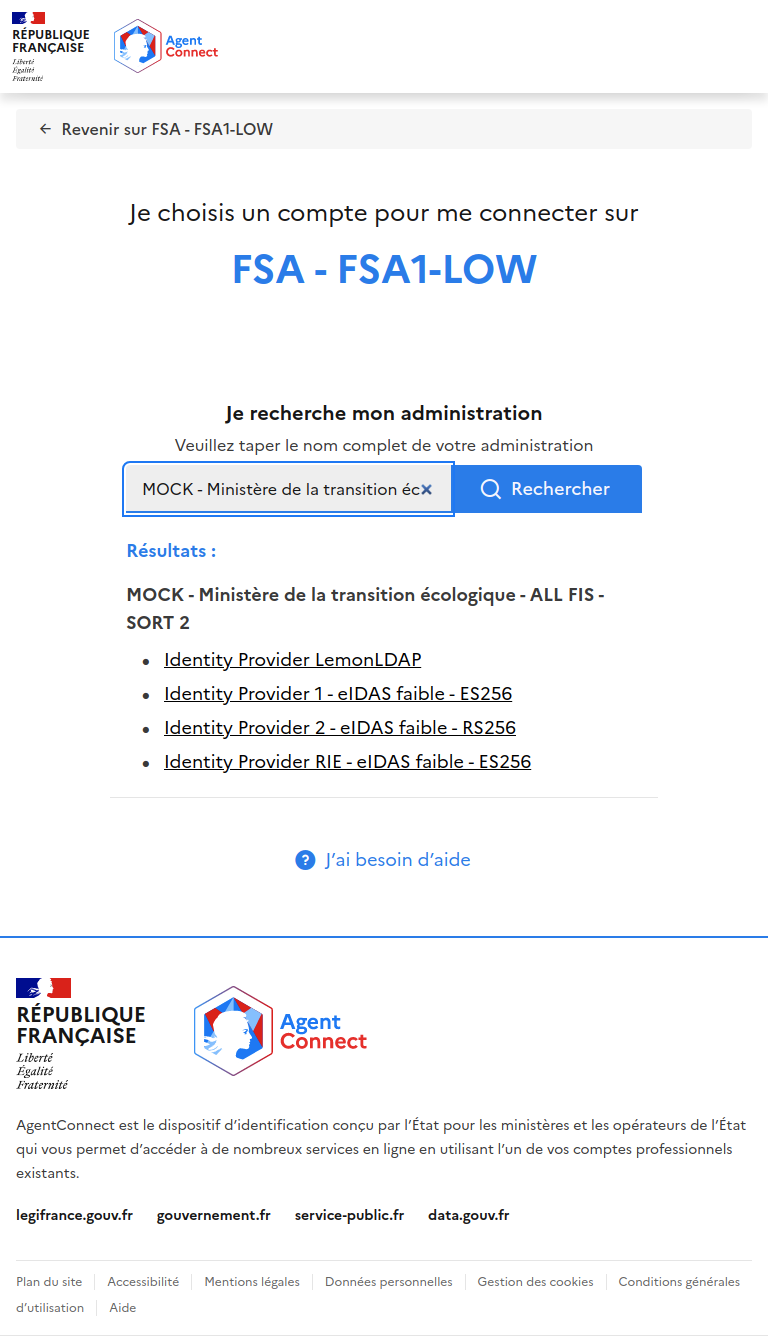 RÉPUBLIQUE
FRANÇAISE
Liberté
Égalité
Fraternité
Agent
Connect
← Revenir sur FSA - FSA1-LOW
Je choisis un compte pour me connecter sur
FSA - FSA1-LOW
Je recherche mon administration
Veuillez taper le nom complet de votre administration
MOCK - Ministère de la transition éc
Rechercher
Résultats :
MOCK - Ministère de la transition écologique - ALL FIS -
SORT 2
• Identity Provider LemonLDAP
• Identity Provider 1 - eIDAS faible - ES256
• Identity Provider 2 - eIDAS faible - RS256
• Identity Provider RIE - eIDAS faible - ES256
? J’ai besoin d’aide
RÉPUBLIQUE
FRANÇAISE
Liberté
Égalité
Fraternité
Agent
Connect
AgentConnect est le dispositif d’identification conçu par l’État pour les ministères et les opérateurs de l’État
qui vous permet d’accéder à de nombreux services en ligne en utilisant l’un de vos comptes professionnels
existants.
legifrance.gouv.fr gouvernement.fr service-public.fr data.gouv.fr
Plan du site Accessibilité Mentions légales Données personnelles Gestion des cookies Conditions générales
d’utilisation Aide